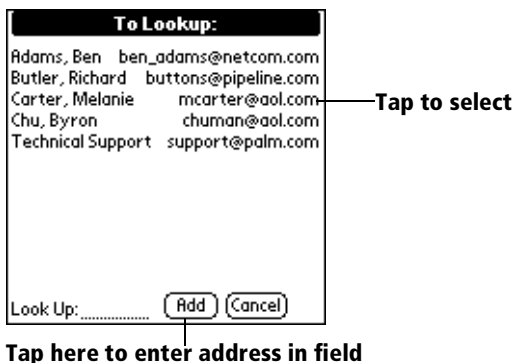 To Lookup:
Adams, Ben ben_adams@netcom.com
Butler, Richard buttons@pipeline.com
Carter, Melanie mcarter@aol.com
Tap to select
Chu, Byron chuman@aol.com
Technical Support support@palm.com
Look Up: Add Cancel
Tap here to enter address in field